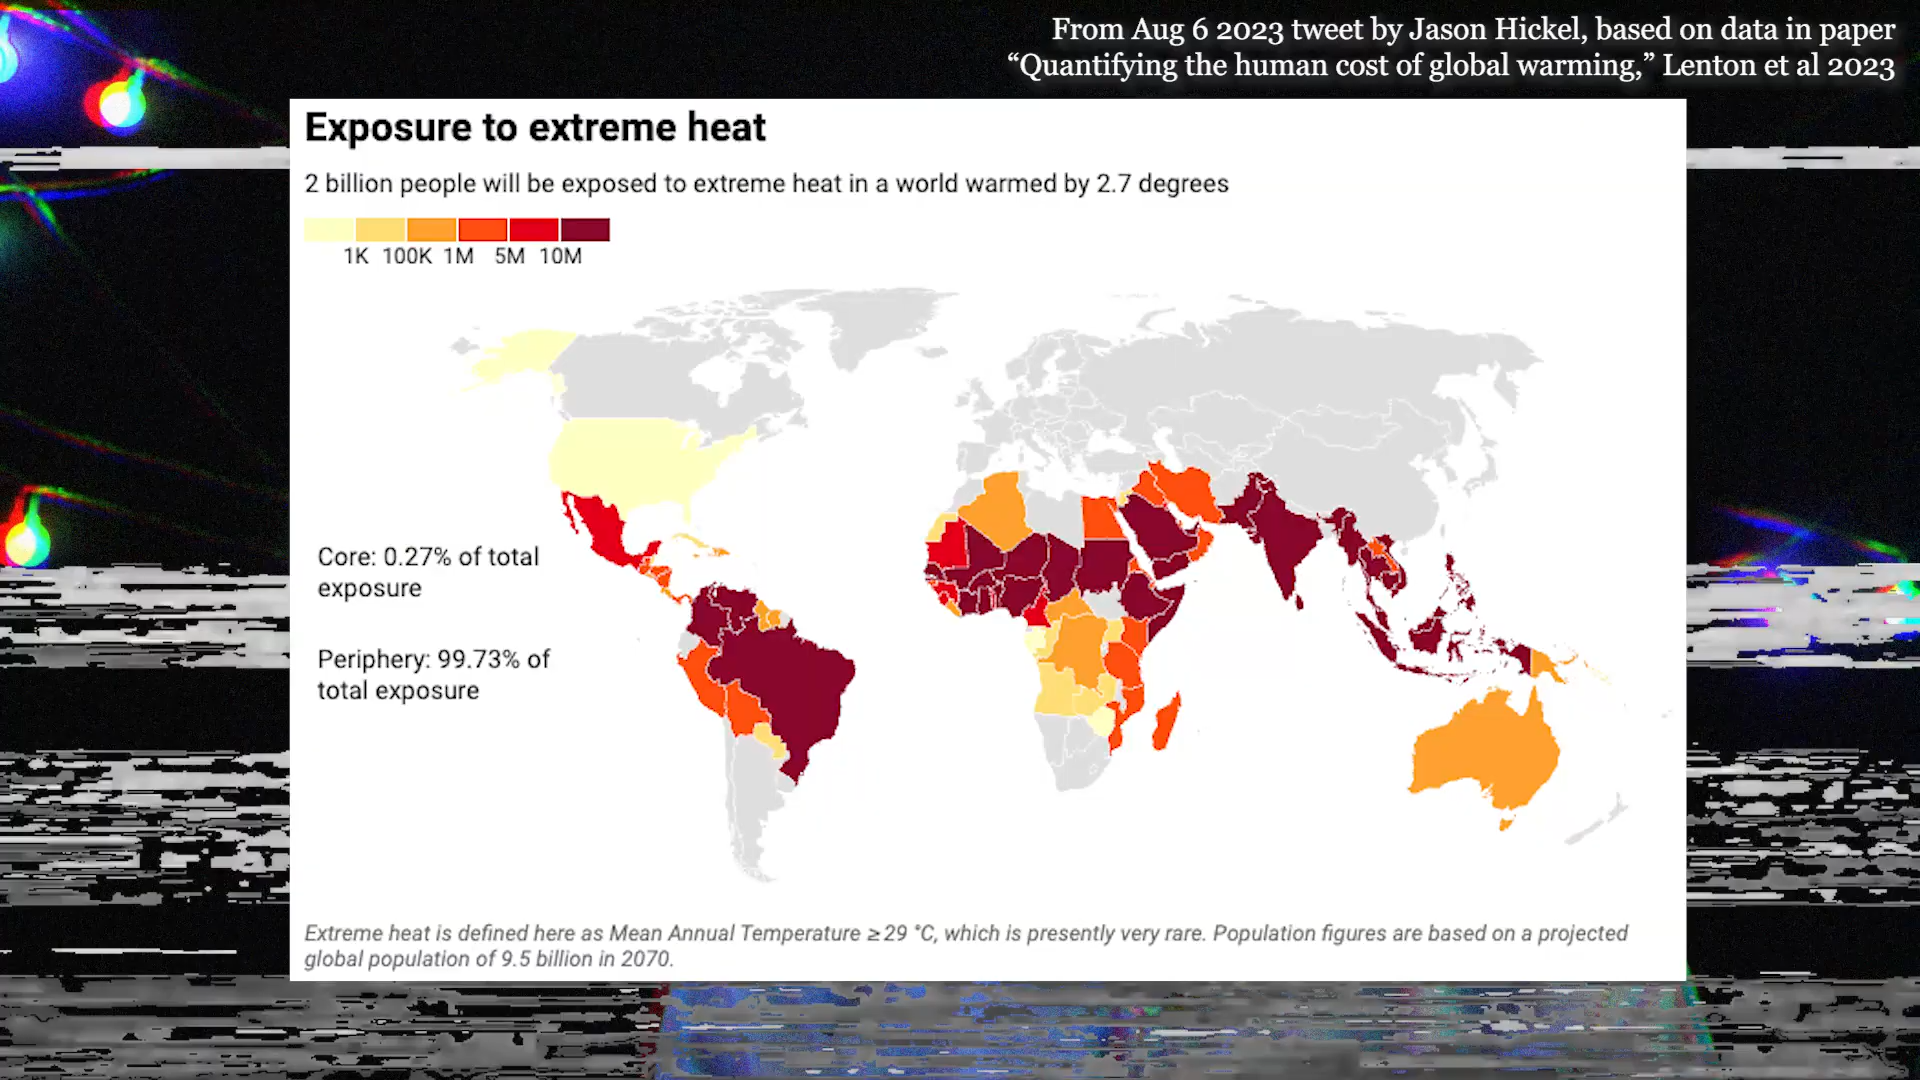 From Aug 6 2023 tweet by Jason Hickel, based on data in paper
“Quantifying the human cost of global warming,” Lenton et al 2023
Exposure to extreme heat
2 billion people will be exposed to extreme heat in a world warmed by 2.7 degrees
1K 100K 1M 5M 10M
Core: 0.27% of total
exposure
Periphery: 99.73% of
total exposure
Extreme heat is defined here as Mean Annual Temperature ≥29 °C, which is presently very rare. Population figures are based on a projected
global population of 9.5 billion in 2070.